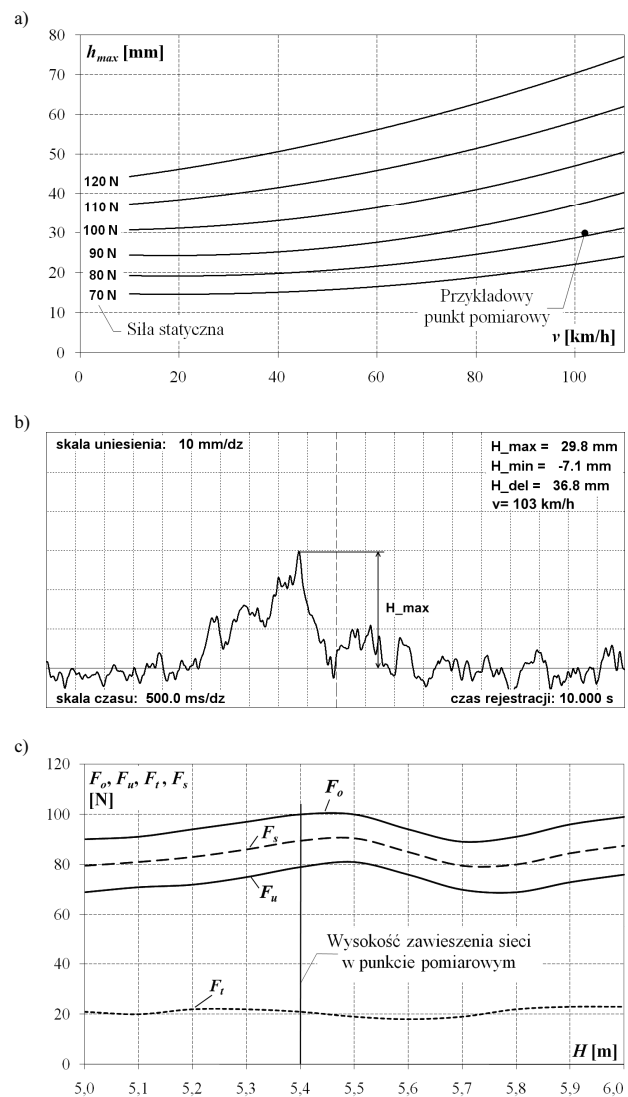 a)
h_max [mm]
80
70
60
50
40
30
20
10
0
120 N
110 N
100 N
90 N
80 N
70 N
Siła statyczna
Przykładowy
punkt pomiarowy
v [km/h]
0
20
40
60
80
100
b)
skala uniesienia: 10 mm/dz
H_max = 29.8 mm
H_min = -7.1 mm
H_del = 36.8 mm
v= 103 km/h
H_max
skala czasu: 500.0 ms/dz
czas rejestracji: 10.000 s
c)
120
100
80
60
40
20
0
F_o, F_u, F_t, F_s
[N]
F_o
F_s
F_u
Wysokość zawieszenia sieci
w punkcie pomiarowym
F_t
H [m]
5,0
5,1
5,2
5,3
5,4
5,5
5,6
5,7
5,8
5,9
6,0